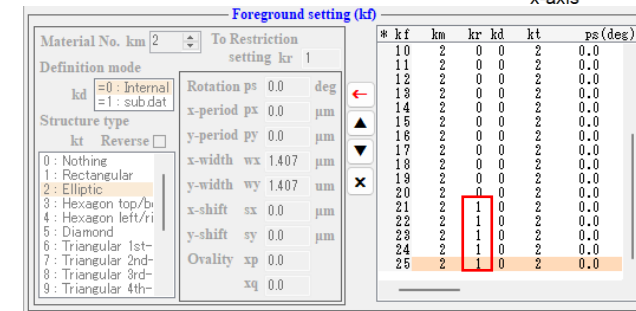 x-axis
Foreground setting (kf)
Material No. km 2
To Restriction
setting kr 1
Definition mode
kd
=0 : Internal
=1 : sub.dat
Structure type
kt Reverse
0 : Nothing
1 : Rectangular
2 : Elliptic
3 : Hexagon top/b
4 : Hexagon left/ri
5 : Diamond
6 : Triangular 1st-
7 : Triangular 2nd-
8 : Triangular 3rd-
9 : Triangular 4th-
Rotation ps 0.0 deg
x-period px 0.0 μm
y-period py 0.0 μm
x-width wx 1.407 μm
y-width wy 1.407 um
x-shift sx 0.0 μm
y-shift sy 0.0 μm
Ovality xp 0.0
xq 0.0
← ▲ ▼ ×
* kf km kr kd kt ps(deg)
10 2 0 0 2 0.0
11 2 0 0 2 0.0
12 2 0 0 2 0.0
13 2 0 0 2 0.0
14 2 0 0 2 0.0
15 2 0 0 2 0.0
16 2 0 0 2 0.0
17 2 0 0 2 0.0
18 2 0 0 2 0.0
19 2 0 0 2 0.0
20 2 0 0 2 0.0
21 2 1 0 2 0.0
22 2 1 0 2 0.0
23 2 1 0 2 0.0
24 2 1 0 2 0.0
25 2 1 0 2 0.0